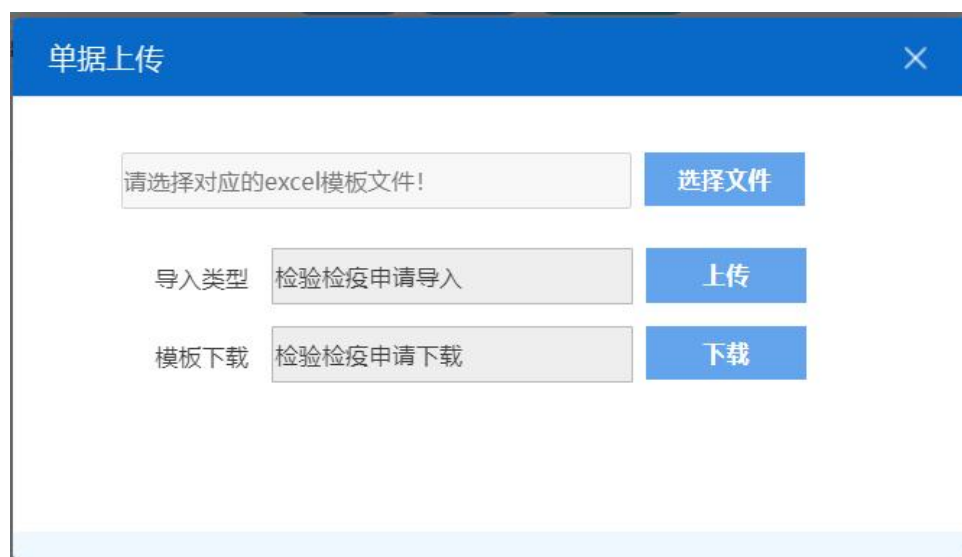 单据上传
请选择对应的excel模板文件!
选择文件
导入类型
检验检疫申请导入
上传
模板下载
检验检疫申请下载
下载